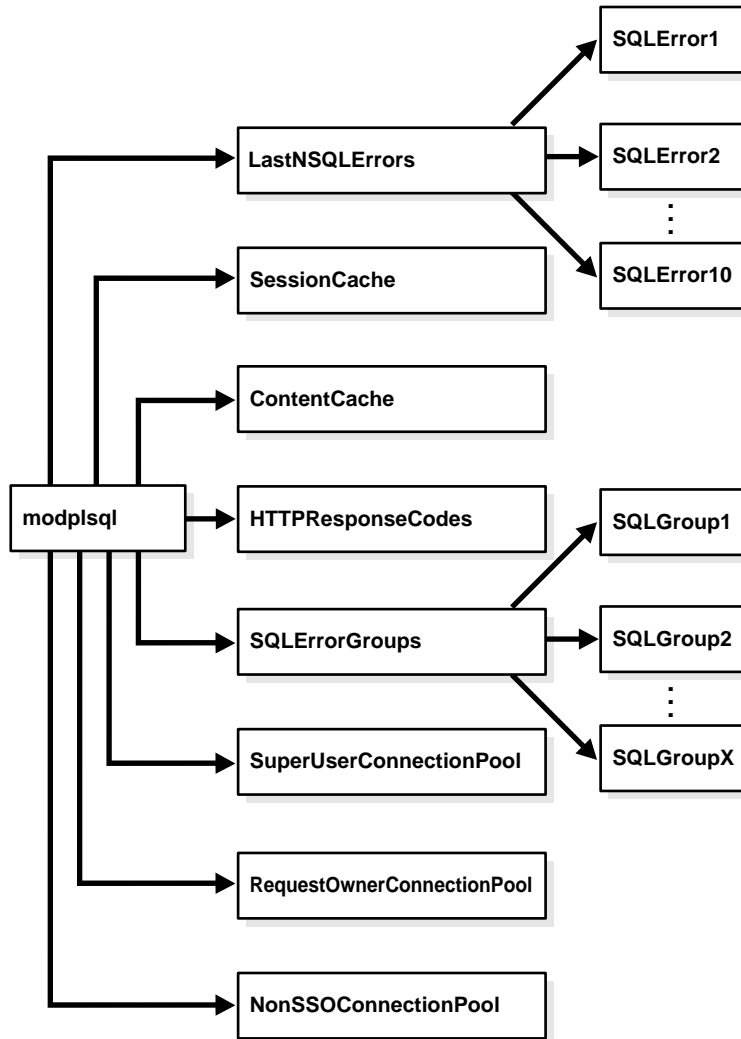 SQLError1
LastNSQLErrors
SQLError2
SQLError10
SessionCache
ContentCache
modplsql
HTTPResponseCodes
SQLGroup1
SQLErrorGroups
SQLGroup2
SQLGroupX
SuperUserConnectionPool
RequestOwnerConnectionPool
NonSSOConnectionPool